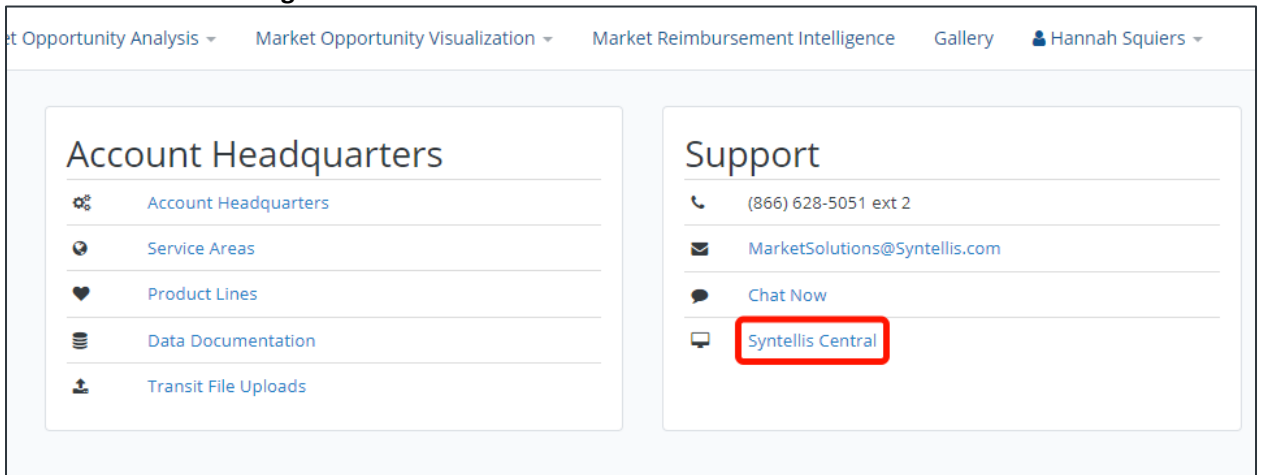 et Opportunity Analysis Market Opportunity Visualization Market Reimbursement Intelligence Gallery Hannah Squiers
Account Headquarters
Account Headquarters
Service Areas
Product Lines
Data Documentation
Transit File Uploads
Support
(866) 628-5051 ext 2
MarketSolutions@Syntellis.com
Chat Now
Syntellis Central